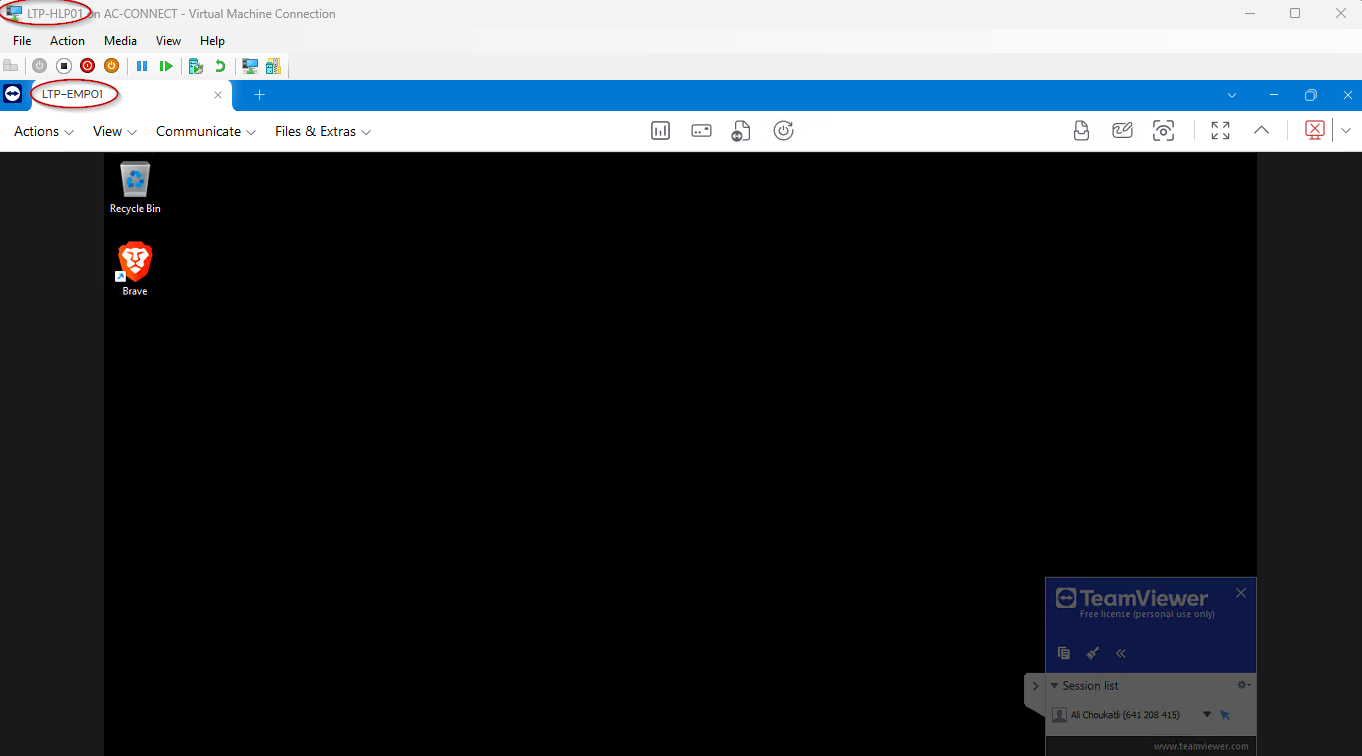 LTP-HLP01 on AC-CONNECT - Virtual Machine Connection
File Action Media View Help
LTP-EMP01
Actions View Communicate Files & Extras
Recycle Bin
Brave
TeamViewer
Free license (personal use only)
Session list
Ali Choukatli (641 208 415)
www.teamviewer.com